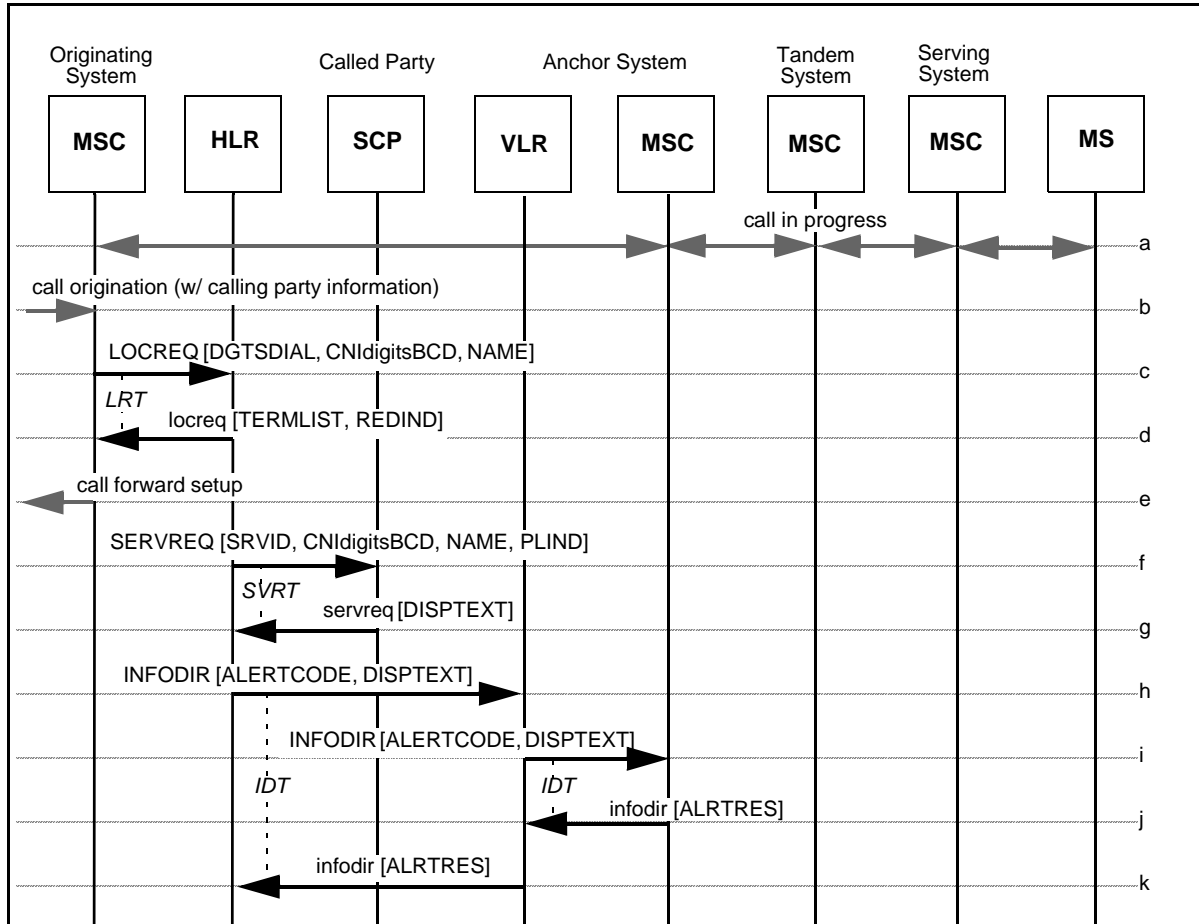 Originating System
Called Party
Anchor System
Tandem System
Serving System
MSC
HLR
SCP
VLR
MSC
MSC
MSC
MS
call in progress
a
call origination (w/ calling party information)
b
LOCREQ [DGTSDIAL, CNIdigitsBCD, NAME]
c
LRT
locreq [TERMLIST, REDIND]
d
call forward setup
e
SERVREQ [SRVID, CNIdigitsBCD, NAME, PLIND]
f
SVRT
servreq [DISPTEXT]
g
INFODIR [ALERTCODE, DISPTEXT]
h
INFODIR [ALERTCODE, DISPTEXT]
i
IDT
IDT
infodir [ALRTRES]
j
infodir [ALRTRES]
k